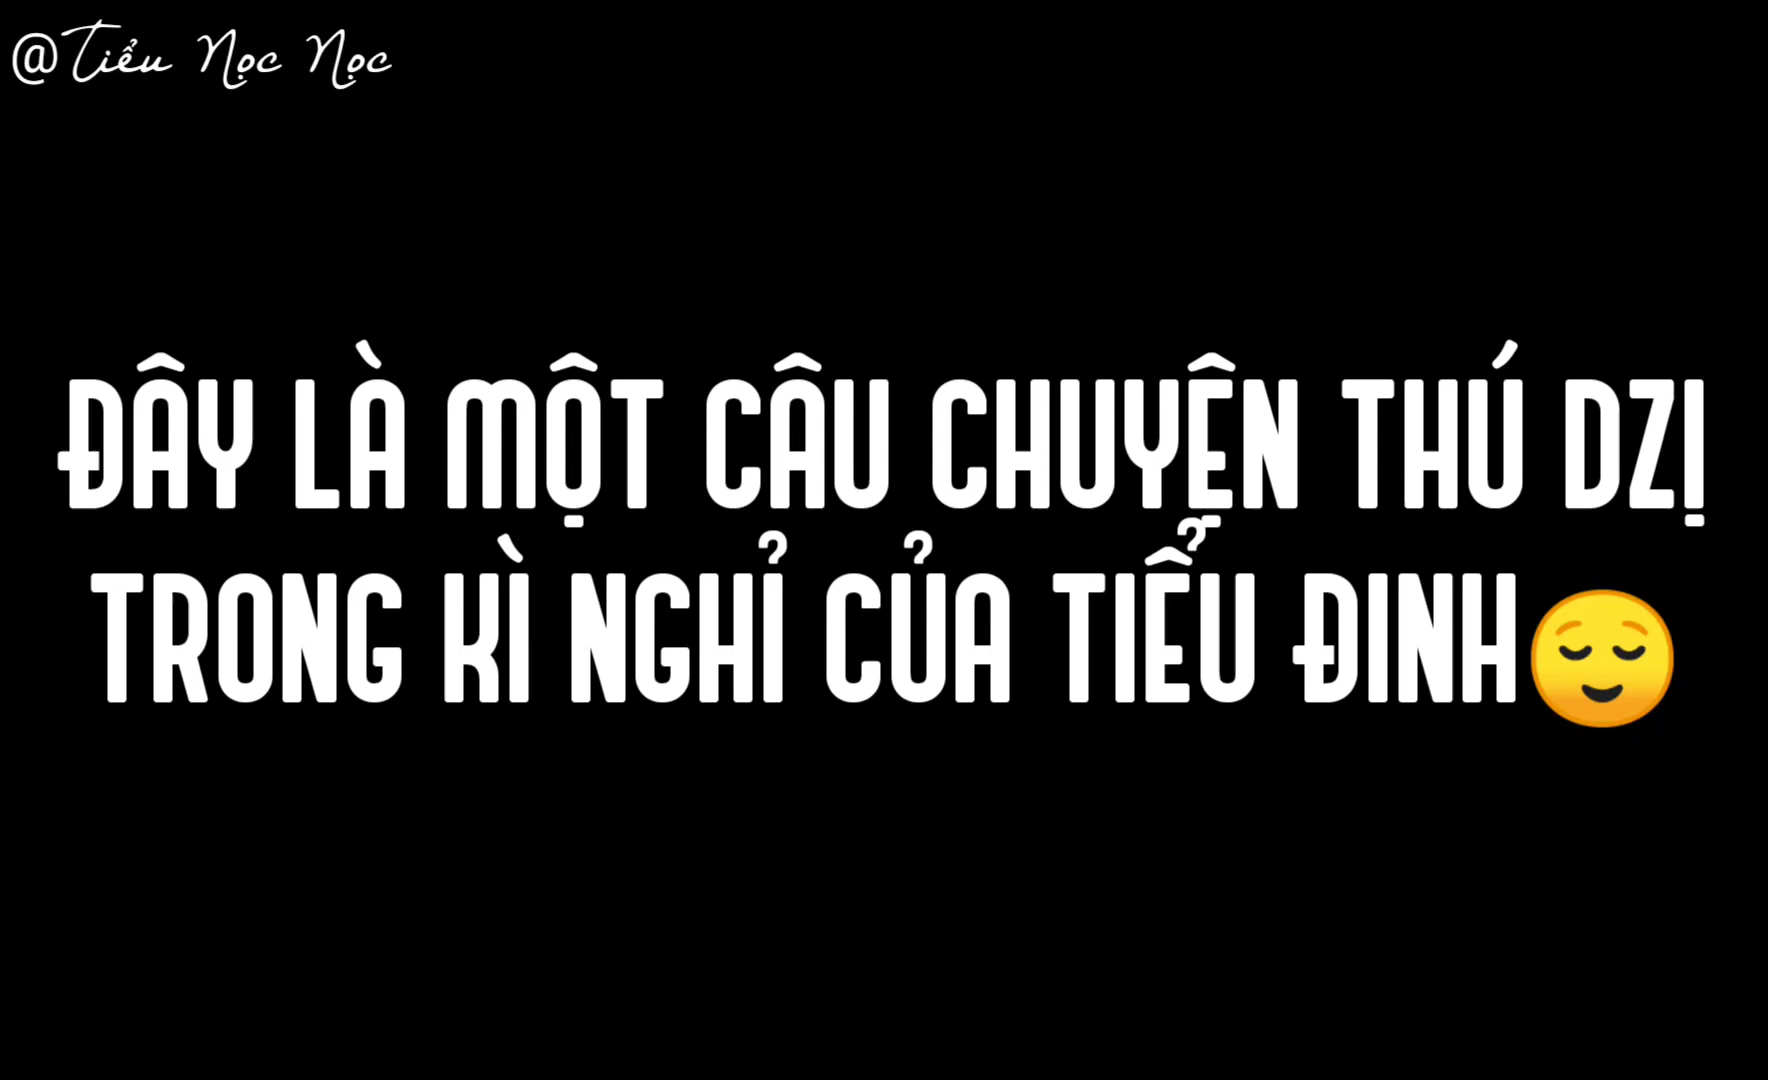 @Tiểu Nọc Nọc
ĐÂY LÀ MỘT CÂU CHUYỆN THÚ DZỊ
TRONG KÌ NGHỈ CỦA TIỂU ĐINH😌